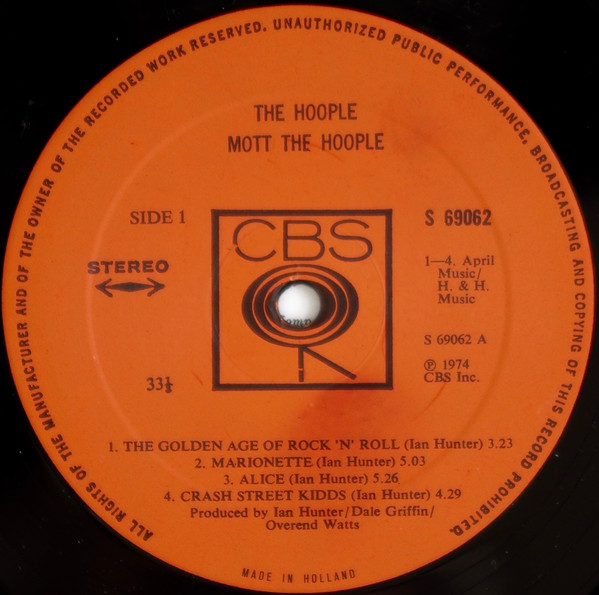 ALL RIGHTS OF THE MANUFACTURER AND OF THE OWNER OF THE RECORDED WORK RESERVED. UNAUTHORIZED PUBLIC PERFORMANCE, BROADCASTING AND COPYING OF THIS RECORD PROHIBITED.
THE HOOPLE
MOTT THE HOOPLE
SIDE 1
S 69062
CBS
STEREO
1—4. April
Music/
H. & H.
Music
S 69062 A
33⅓
℗ 1974
CBS Inc.
1. THE GOLDEN AGE OF ROCK 'N' ROLL (Ian Hunter) 3.23
2. MARIONETTE (Ian Hunter) 5.03
3. ALICE (Ian Hunter) 5.26
4. CRASH STREET KIDDS (Ian Hunter) 4.29
Produced by Ian Hunter/Dale Griffin/
Overend Watts
MADE IN HOLLAND